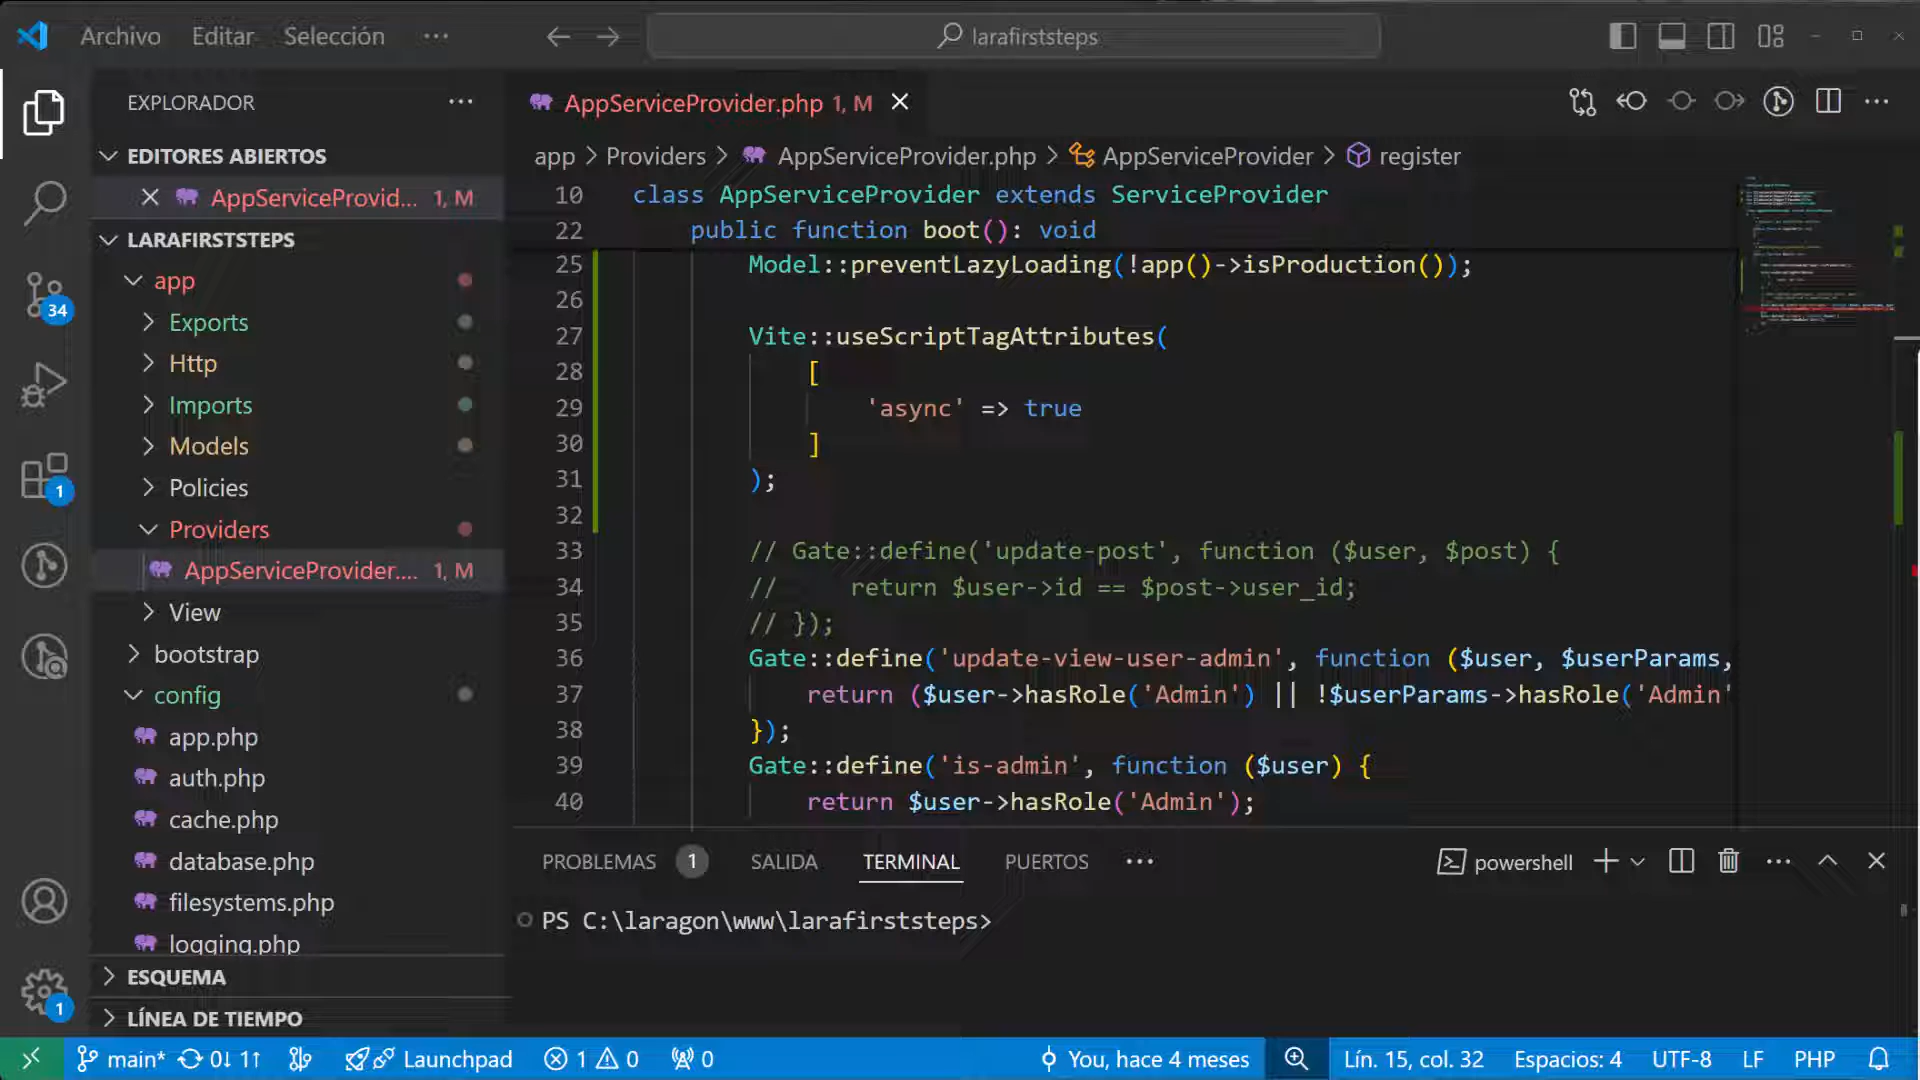 Archivo Editar Selección ··· larafirststeps
EXPLORADOR ···
EDITORES ABIERTOS
AppServiceProvid... 1, M
LARAFIRSTSTEPS
app
Exports
Http
Imports
Models
Policies
Providers
AppServiceProvider.... 1, M
View
bootstrap
config
app.php
auth.php
cache.php
database.php
filesystems.php
logging.php
ESQUEMA
LÍNEA DE TIEMPO
34
1
1
AppServiceProvider.php 1, M
app > Providers > AppServiceProvider.php > AppServiceProvider > register
10 class AppServiceProvider extends ServiceProvider
22 public function boot(): void
25 Model::preventLazyLoading(!app()->isProduction());
26
27 Vite::useScriptTagAttributes(
28 [
29 'async' => true
30 ]
31 );
32
33 // Gate::define('update-post', function ($user, $post) {
34 // return $user->id == $post->user_id;
35 // });
36 Gate::define('update-view-user-admin', function ($user, $userParams,
37 return ($user->hasRole('Admin') || !$userParams->hasRole('Admin'
38 });
39 Gate::define('is-admin', function ($user) {
40 return $user->hasRole('Admin');
PROBLEMAS 1 SALIDA TERMINAL PUERTOS ··· powershell
PS C:\laragon\www\larafirststeps>
main* 0↓ 1↑ Launchpad 1 0 0 You, hace 4 meses Lín. 15, col. 32 Espacios: 4 UTF-8 LF PHP